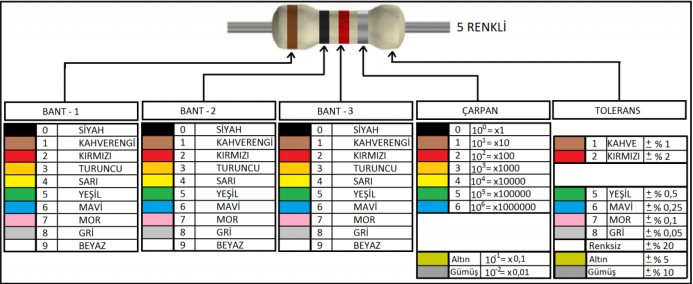 5 RENKLİ
BANT - 1
0 SİYAH
1 KAHVERENGİ
2 KIRMIZI
3 TURUNCU
4 SARI
5 YEŞİL
6 MAVİ
7 MOR
8 GRİ
9 BEYAZ
BANT - 2
0 SİYAH
1 KAHVERENGİ
2 KIRMIZI
3 TURUNCU
4 SARI
5 YEŞİL
6 MAVİ
7 MOR
8 GRİ
9 BEYAZ
BANT - 3
0 SİYAH
1 KAHVERENGİ
2 KIRMIZI
3 TURUNCU
4 SARI
5 YEŞİL
6 MAVİ
7 MOR
8 GRİ
9 BEYAZ
ÇARPAN
0 10⁰= x1
1 10¹= x10
2 10²= x100
3 10³= x1000
4 10⁴= x10000
5 10⁵= x100000
6 10⁶= x1000000
Altın 10⁻¹= x0,1
Gümüş 10⁻²= x0,01
TOLERANS
1 KAHVE ± % 1
2 KIRMIZI ± % 2
5 YEŞİL ± % 0,5
6 MAVİ ± % 0,25
7 MOR ± % 0,1
8 GRİ ± % 0,05
Renksiz ± % 20
Altın ± % 5
Gümüş ± % 10